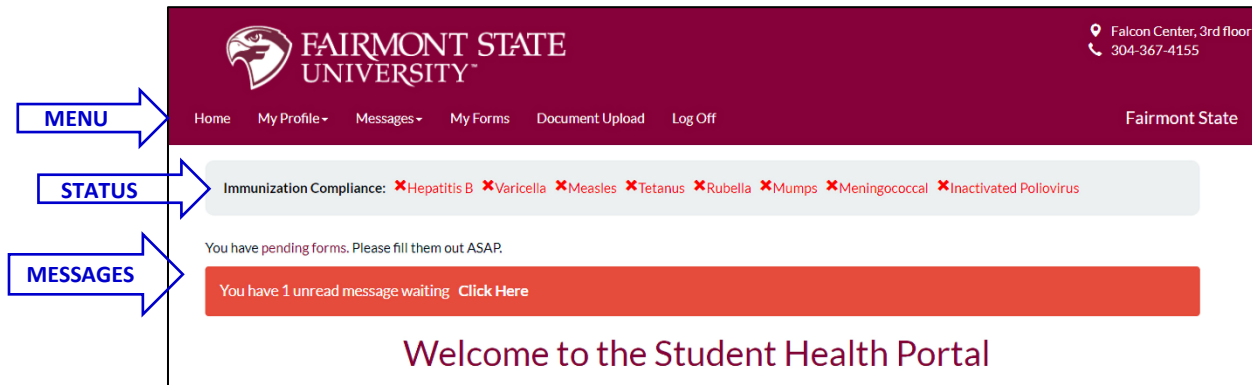 FAIRMONT STATE
UNIVERSITY™
Falcon Center, 3rd floor
304-367-4155
MENU
Home My Profile Messages My Forms Document Upload Log Off Fairmont State
STATUS
Immunization Compliance: ✖Hepatitis B ✖Varicella ✖Measles ✖Tetanus ✖Rubella ✖Mumps ✖Meningococcal ✖Inactivated Poliovirus
You have pending forms. Please fill them out ASAP.
MESSAGES
You have 1 unread message waiting Click Here
Welcome to the Student Health Portal